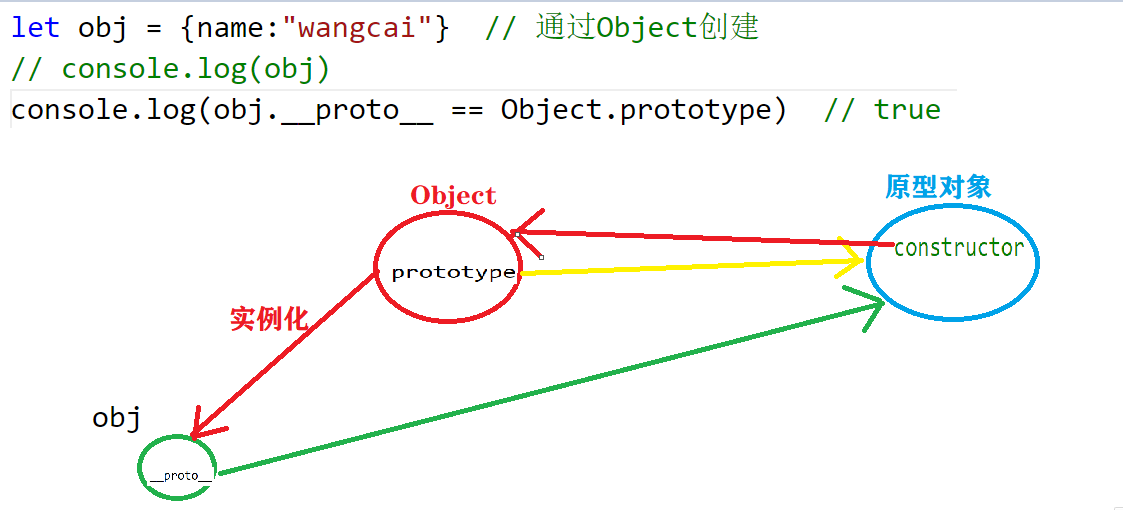 let obj = {name:"wangcai"}  // 通过Object创建
// console.log(obj)
console.log(obj.__proto__ == Object.prototype)  // true
原型对象
Object
constructor
prototype
实例化
obj
__proto__